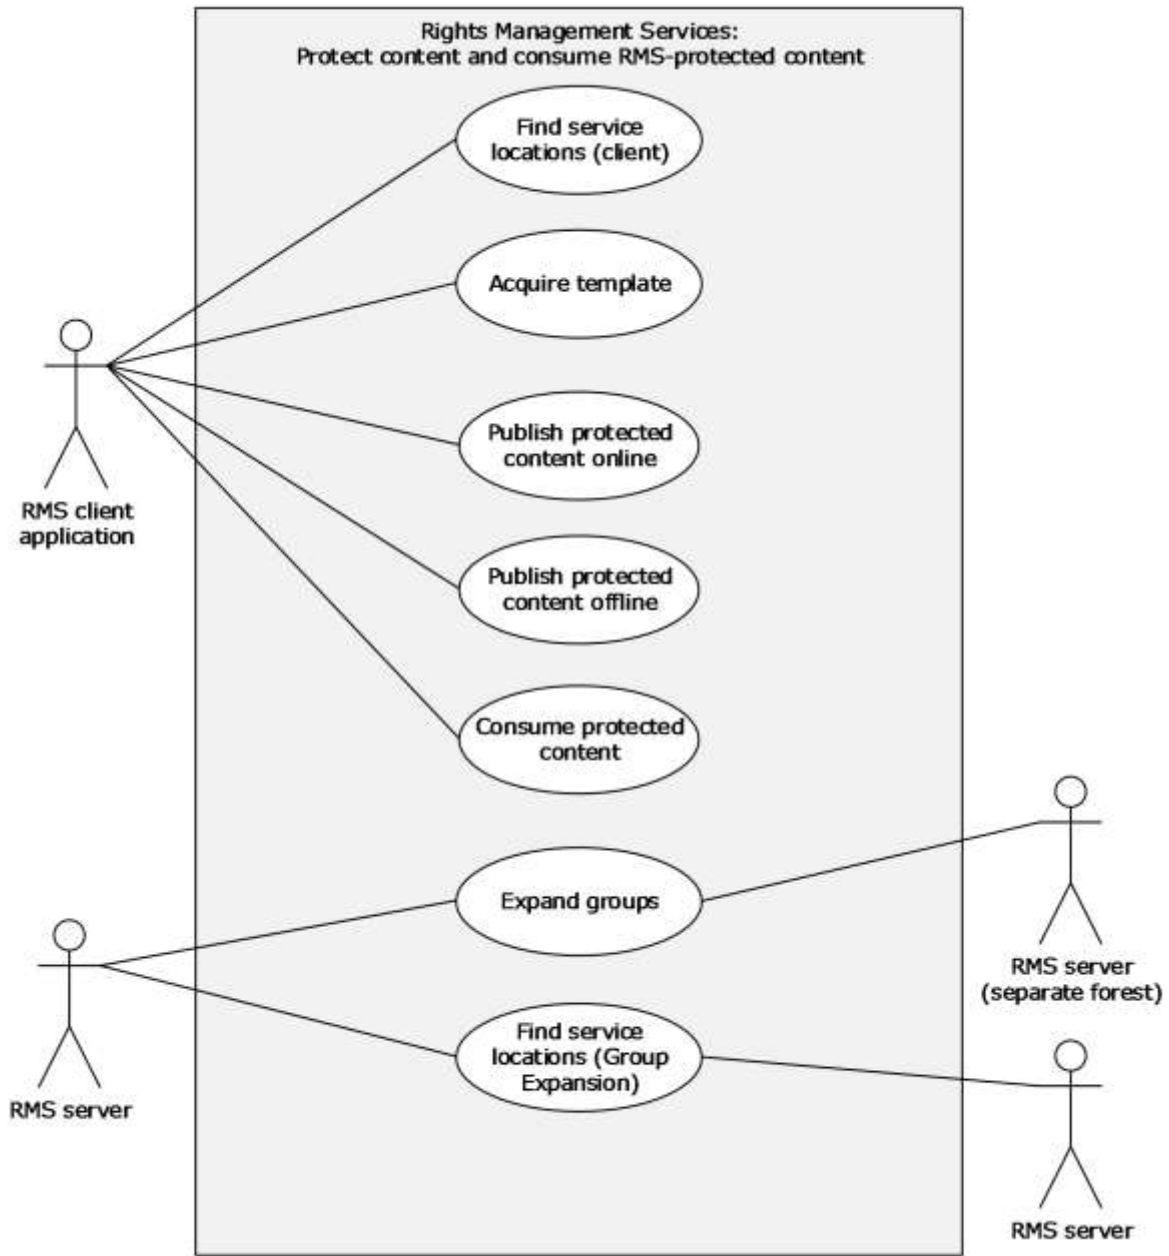 Rights Management Services:
Protect content and consume RMS-protected content
Find service
locations (client)
Acquire template
Publish protected
content online
RMS client
application
Publish protected
content offline
Consume protected
content
Expand groups
RMS server
(separate forest)
Find service
locations (Group
Expansion)
RMS server
RMS server